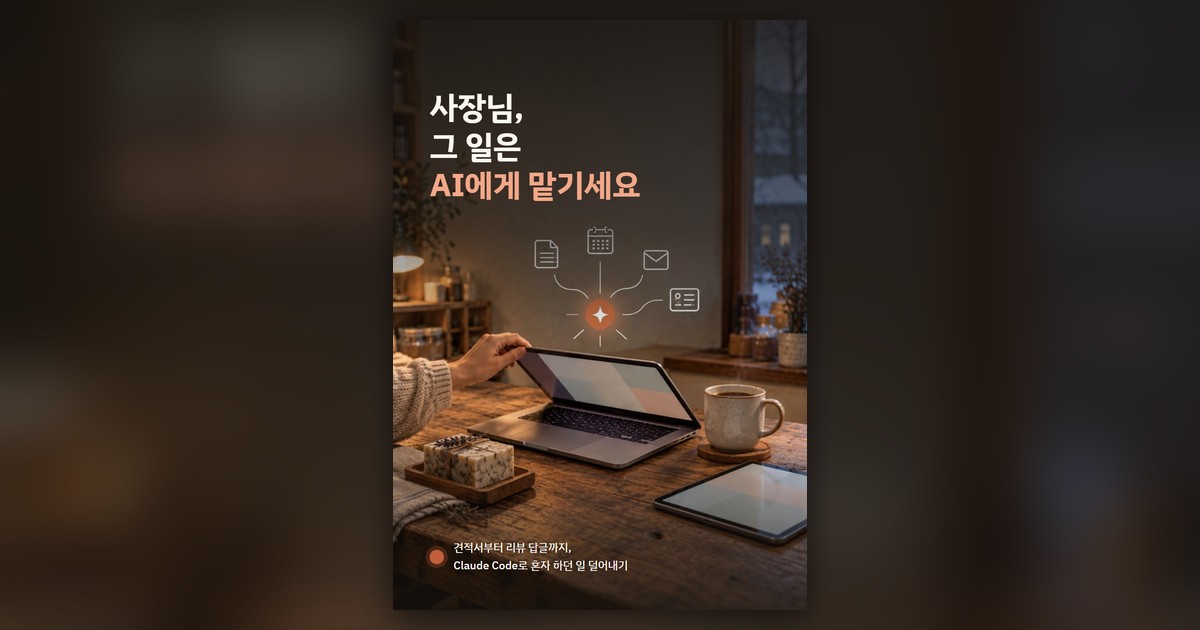 사장님,
그 일은
AI에게 맡기세요
견적서부터 리뷰 답글까지,
Claude Code로 혼자 하던 일 덜어내기